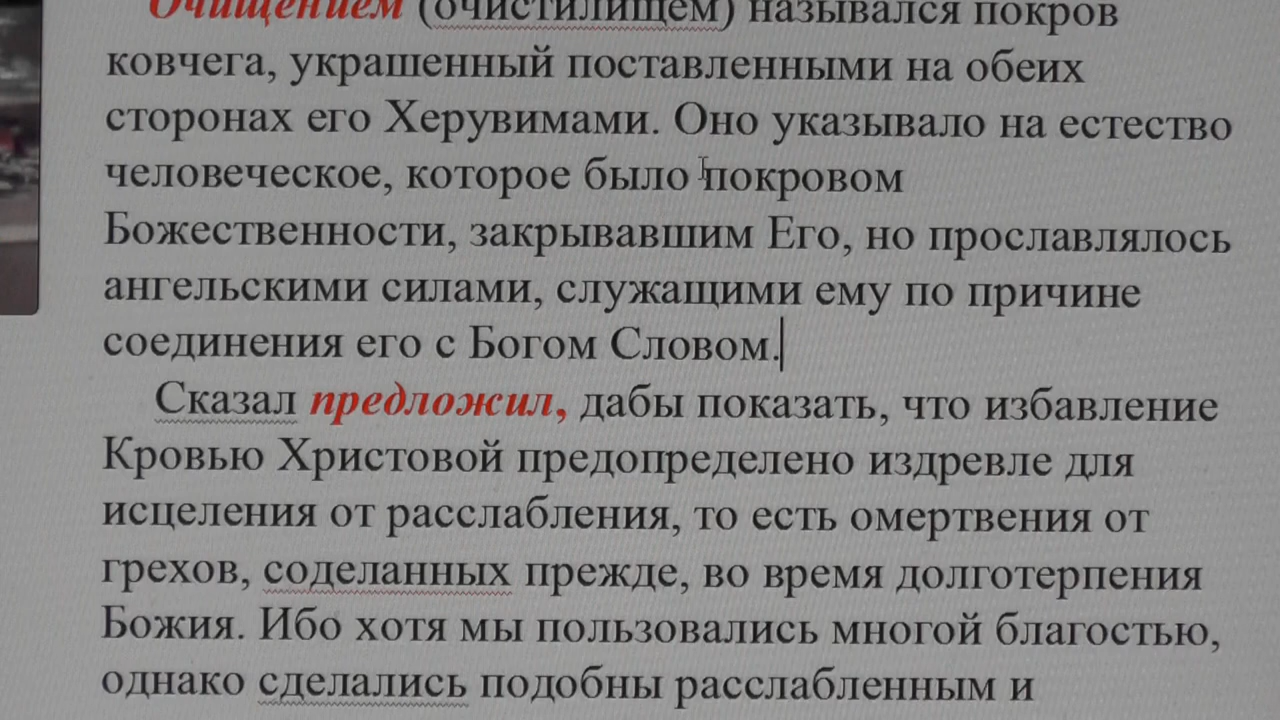 Очищением (очистилищем) назывался покров
ковчега, украшенный поставленными на обеих
сторонах его Херувимами. Оно указывало на естество
человеческое, которое было покровом
Божественности, закрывавшим Его, но прославлялось
ангельскими силами, служащими ему по причине
соединения его с Богом Словом.
Сказал предложил, дабы показать, что избавление
Кровью Христовой предопределено издревле для
исцеления от расслабления, то есть омертвения от
грехов, соделанных прежде, во время долготерпения
Божия. Ибо хотя мы пользовались многой благостью,
однако сделались подобны расслабленным и